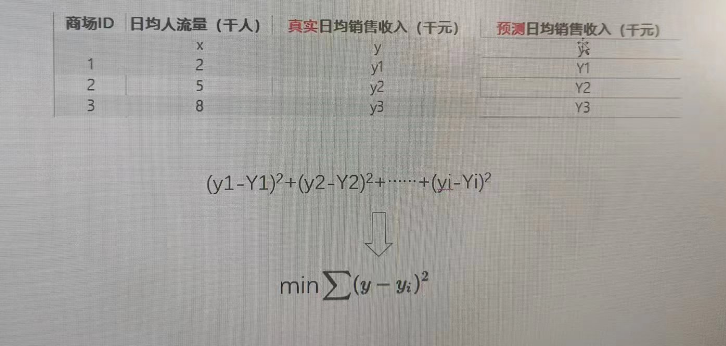 商场ID 日均人流量（千人） 真实日均销售收入（千元） 预测日均销售收入（千元）
x y
1 2 y1 Y1
2 5 y2 Y2
3 8 y3 Y3
(y1-Y1)²+(y2-Y2)²+……+(yi-Yi)²
min∑(y－yᵢ)²